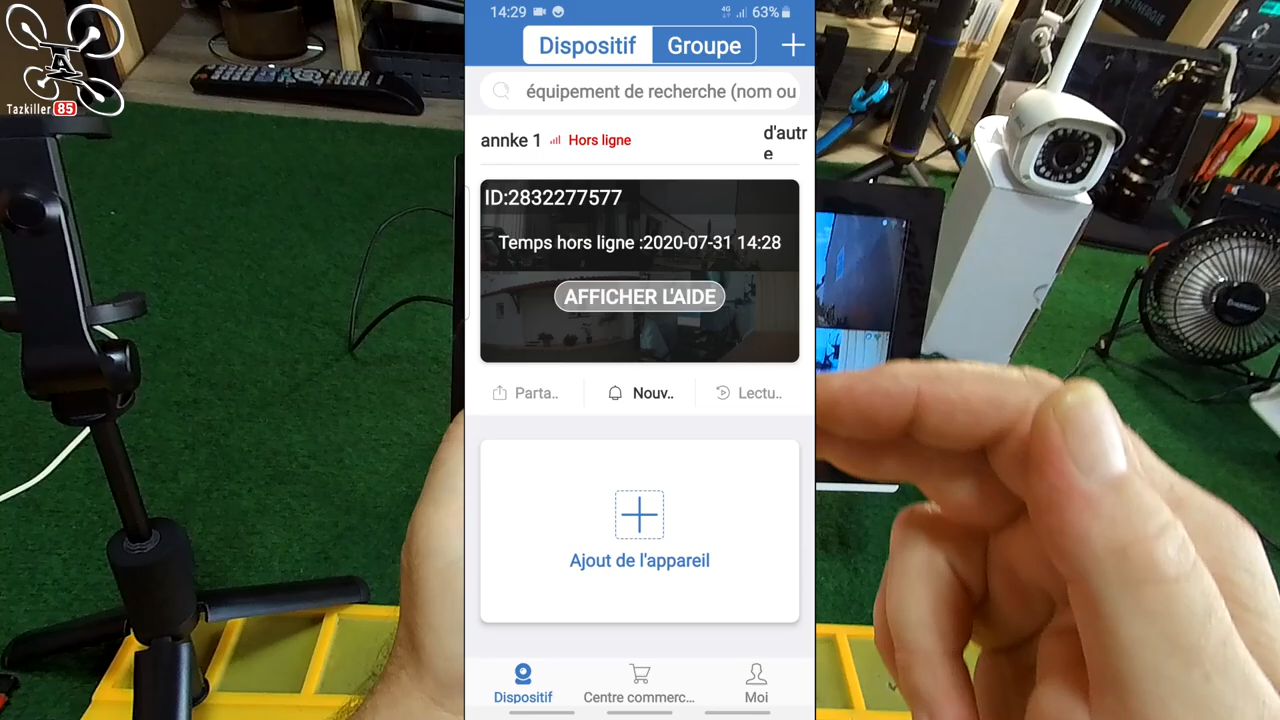 Tazkiller 85
14:29
4G
63%
Dispositif
Groupe
équipement de recherche (nom ou
annke 1
Hors ligne
d'autr
e
ID:2832277577
Temps hors ligne :2020-07-31 14:28
AFFICHER L'AIDE
Parta..
Nouv..
Lectu..
Ajout de l'appareil
Dispositif
Centre commerc...
Moi